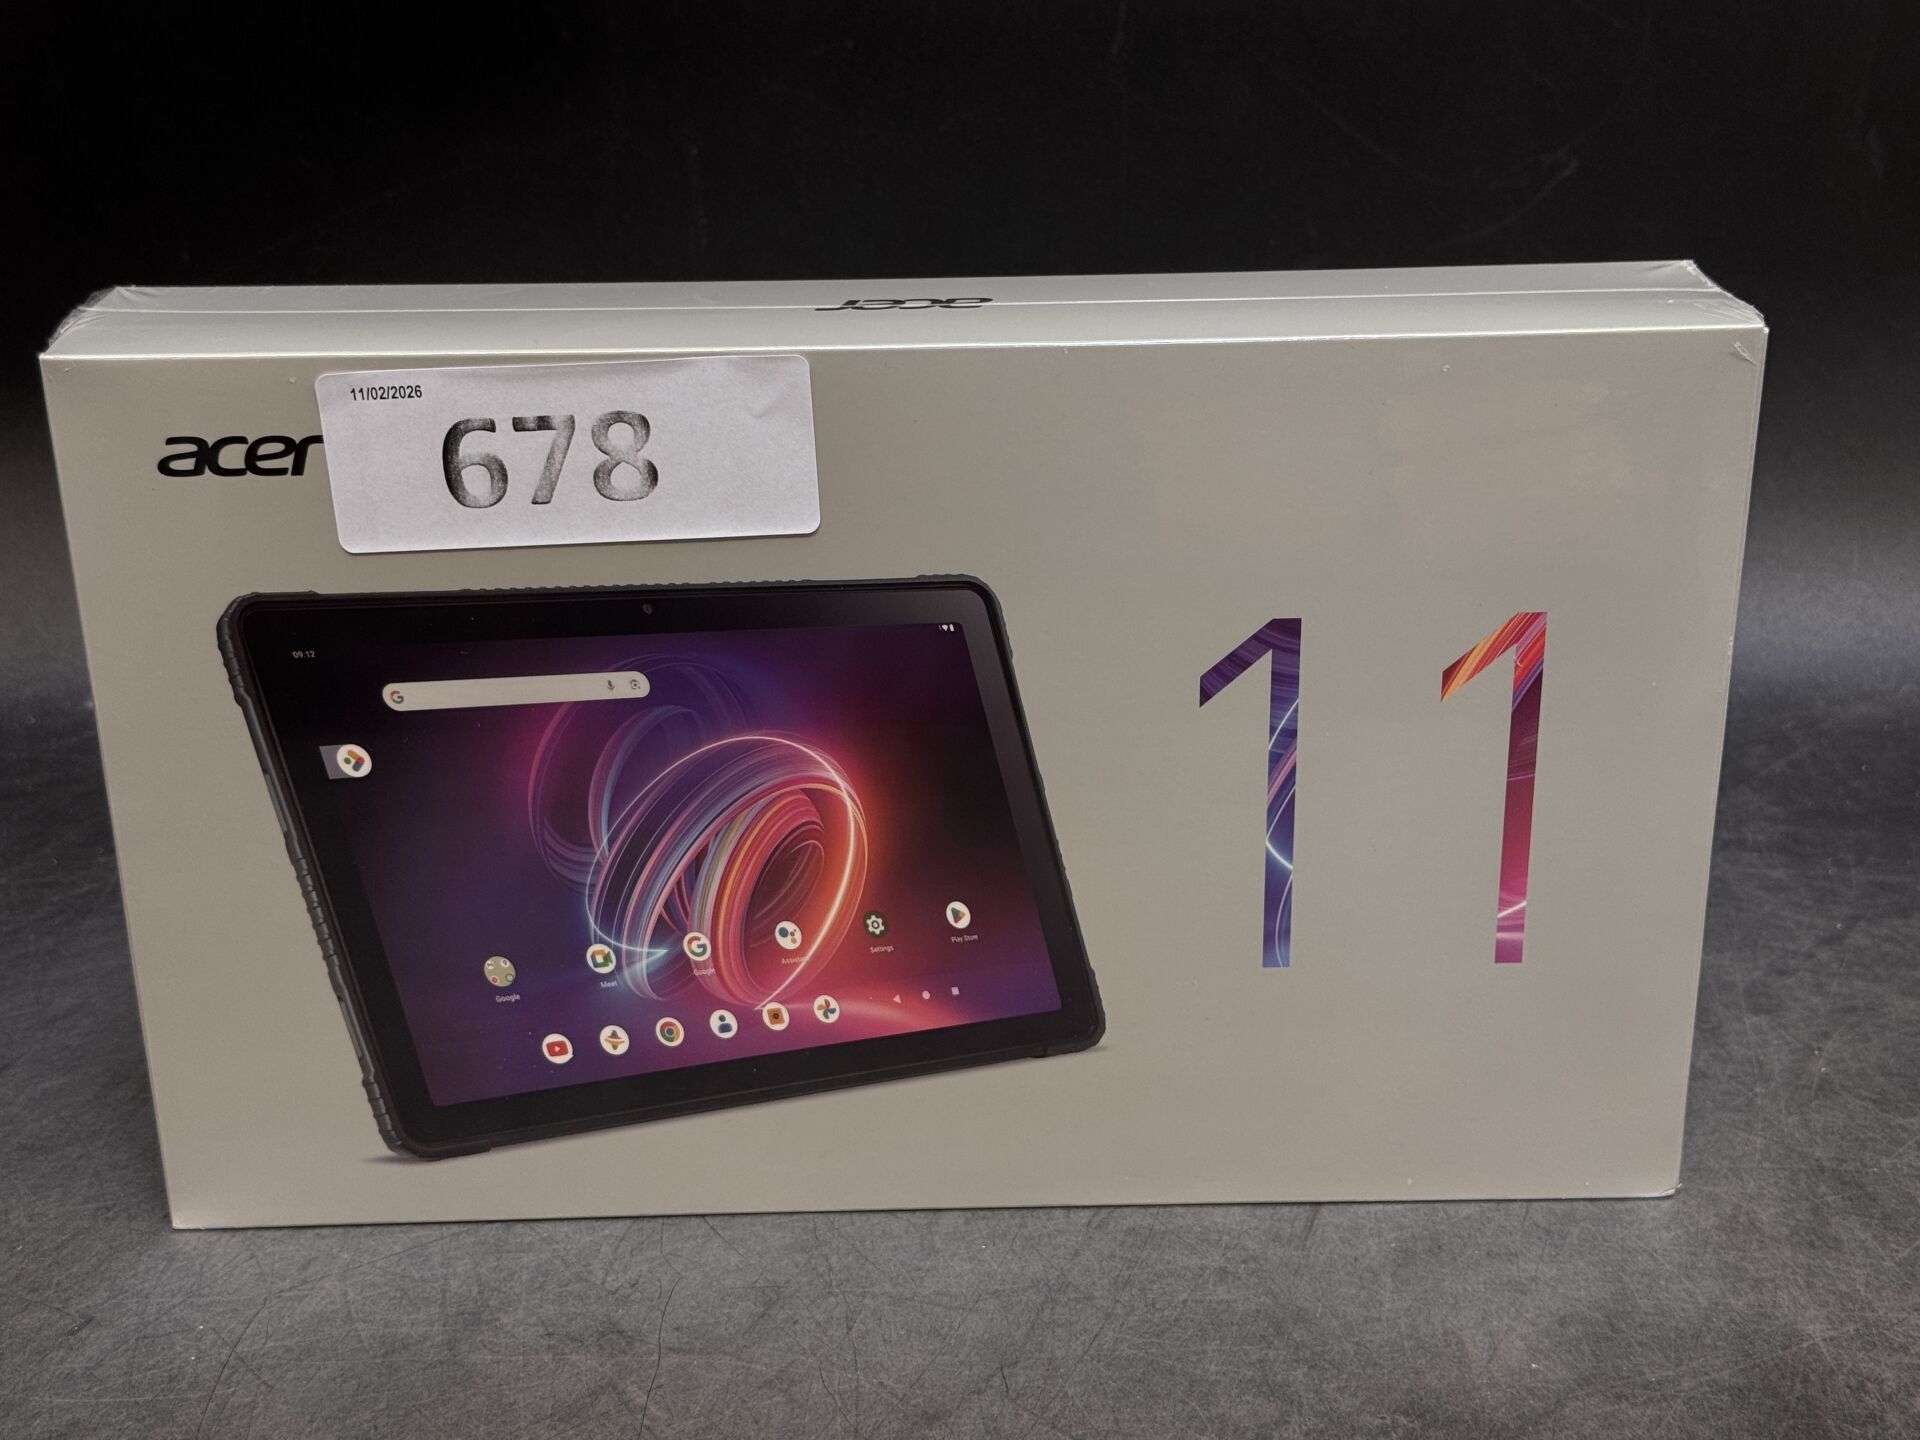 acer
11/02/2026
acer
678
09:12
11
Google
Meet
Google
Assistant
Settings
Play Store